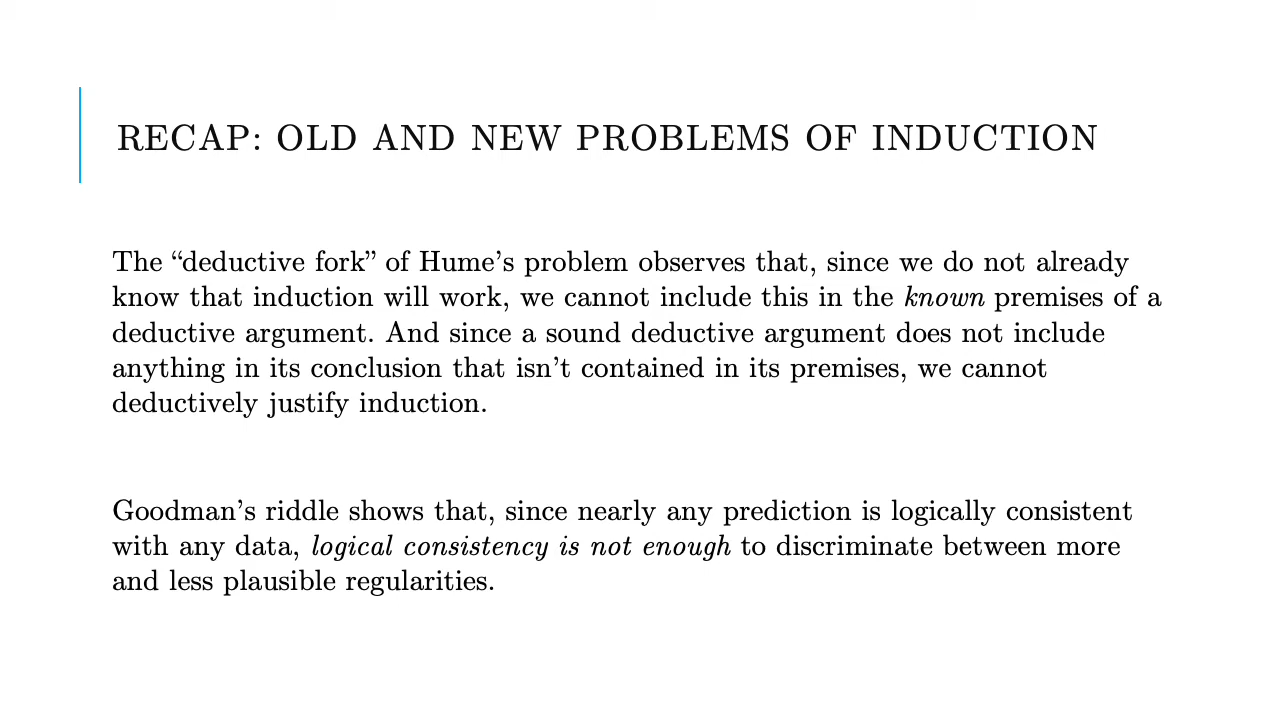 RECAP: OLD AND NEW PROBLEMS OF INDUCTION
The “deductive fork” of Hume’s problem observes that, since we do not already
know that induction will work, we cannot include this in the known premises of a
deductive argument. And since a sound deductive argument does not include
anything in its conclusion that isn’t contained in its premises, we cannot
deductively justify induction.
Goodman’s riddle shows that, since nearly any prediction is logically consistent
with any data, logical consistency is not enough to discriminate between more
and less plausible regularities.